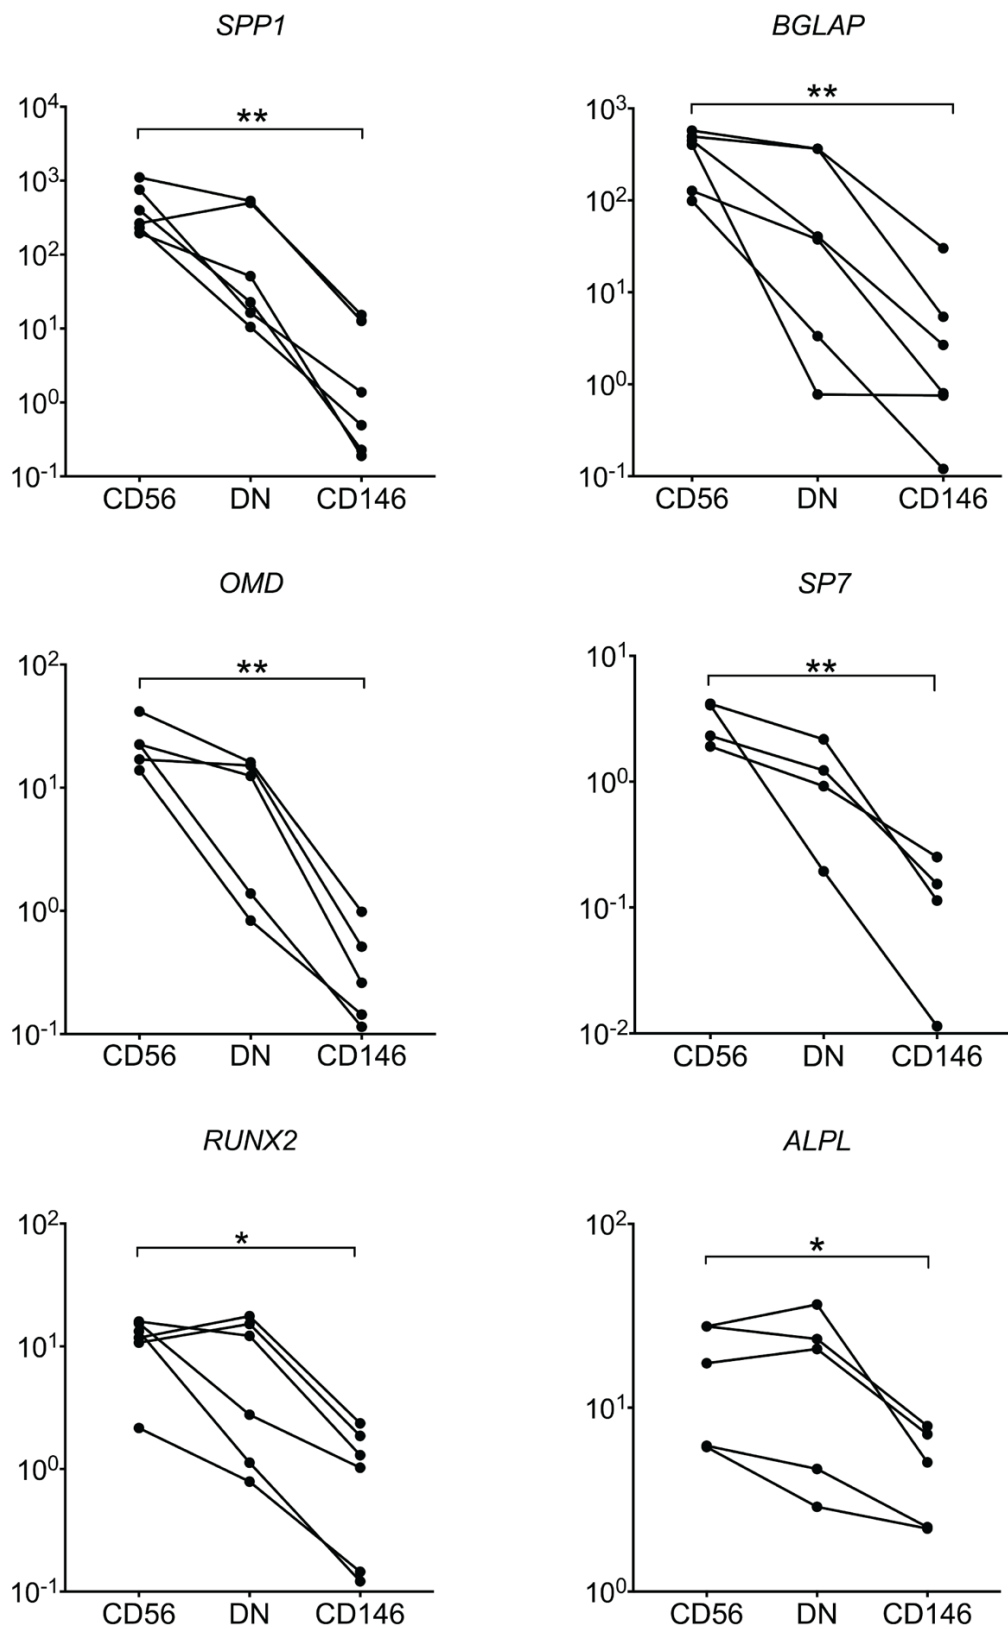 SPP1
**
10⁴
10³
10²
10¹
10⁰
10⁻¹
CD56 DN CD146
BGLAP
**
10³
10²
10¹
10⁰
10⁻¹
CD56 DN CD146
OMD
**
10²
10¹
10⁰
10⁻¹
CD56 DN CD146
SP7
**
10¹
10⁰
10⁻¹
10⁻²
CD56 DN CD146
RUNX2
*
10²
10¹
10⁰
10⁻¹
CD56 DN CD146
ALPL
*
10²
10¹
10⁰
CD56 DN CD146